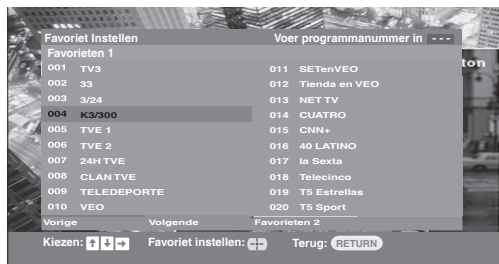 Favoriet Instellen Voer programmanummer in - - -
Favorieten 1
001 TV3 011 SETenVEO
002 33 012 Tienda en VEO
003 3/24 013 NET TV
004 K3/300 014 CUATRO
005 TVE 1 015 CNN+
006 TVE 2 016 40 LATINO
007 24H TVE 017 la Sexta
008 CLAN TVE 018 Telecinco
009 TELEDEPORTE 019 T5 Estrellas
010 VEO 020 T5 Sport
Vorige Volgende Favorieten 2
Kiezen: Favoriet instellen: Terug: RETURN
ton